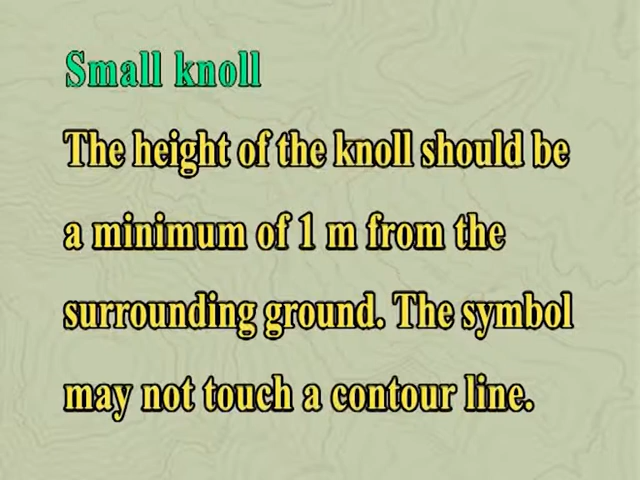 Small knoll
The height of the knoll should be
a minimum of 1 m from the
surrounding ground. The symbol
may not touch a contour line.